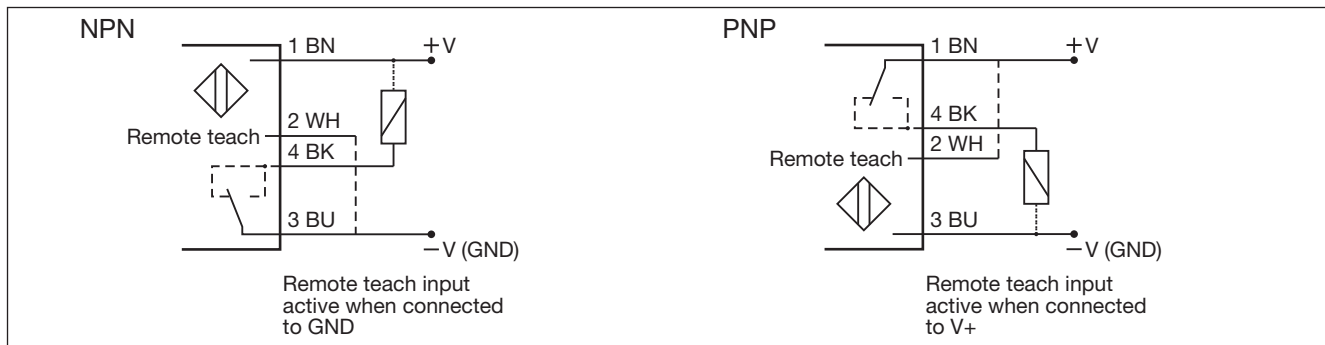 NPN
1 BN
+V
2 WH
Remote teach
4 BK
3 BU
−V (GND)
Remote teach input
active when connected
to GND
PNP
1 BN
+V
4 BK
2 WH
Remote teach
3 BU
−V (GND)
Remote teach input
active when connected
to V+